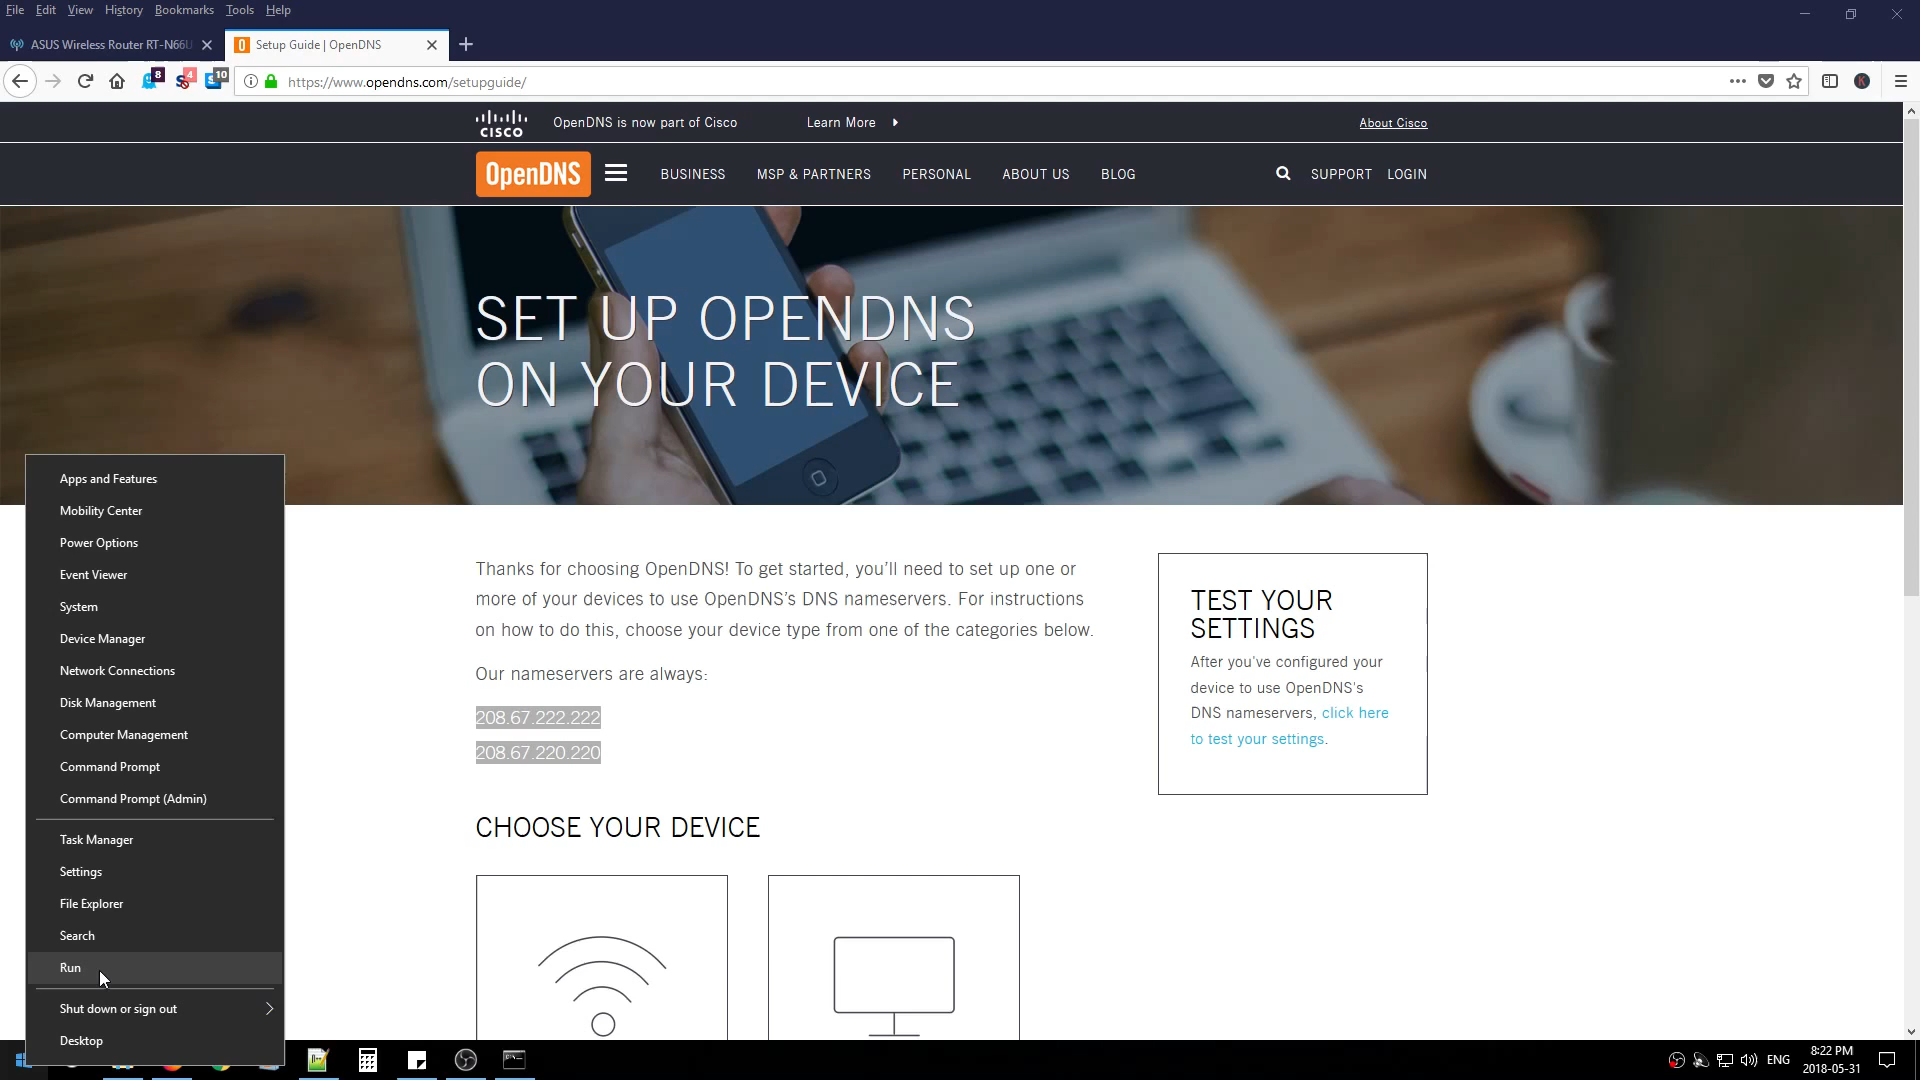 File Edit View History Bookmarks Tools Help
ASUS Wireless Router RT-N66U
Setup Guide | OpenDNS
8 4 10
https://www.opendns.com/setupguide/
CISCO
OpenDNS is now part of Cisco
Learn More
About Cisco
OpenDNS
BUSINESS MSP & PARTNERS PERSONAL ABOUT US BLOG
SUPPORT LOGIN
SET UP OPENDNS
ON YOUR DEVICE
Apps and Features
Mobility Center
Power Options
Event Viewer
System
Device Manager
Network Connections
Disk Management
Computer Management
Command Prompt
Command Prompt (Admin)
Task Manager
Settings
File Explorer
Search
Run
Shut down or sign out
Desktop
Thanks for choosing OpenDNS! To get started, you’ll need to set up one or
more of your devices to use OpenDNS’s DNS nameservers. For instructions
on how to do this, choose your device type from one of the categories below.
Our nameservers are always:
208.67.222.222
208.67.220.220
CHOOSE YOUR DEVICE
TEST YOUR
SETTINGS
After you've configured your
device to use OpenDNS's
DNS nameservers, click here
to test your settings.
ENG
8:22 PM
2018-05-31